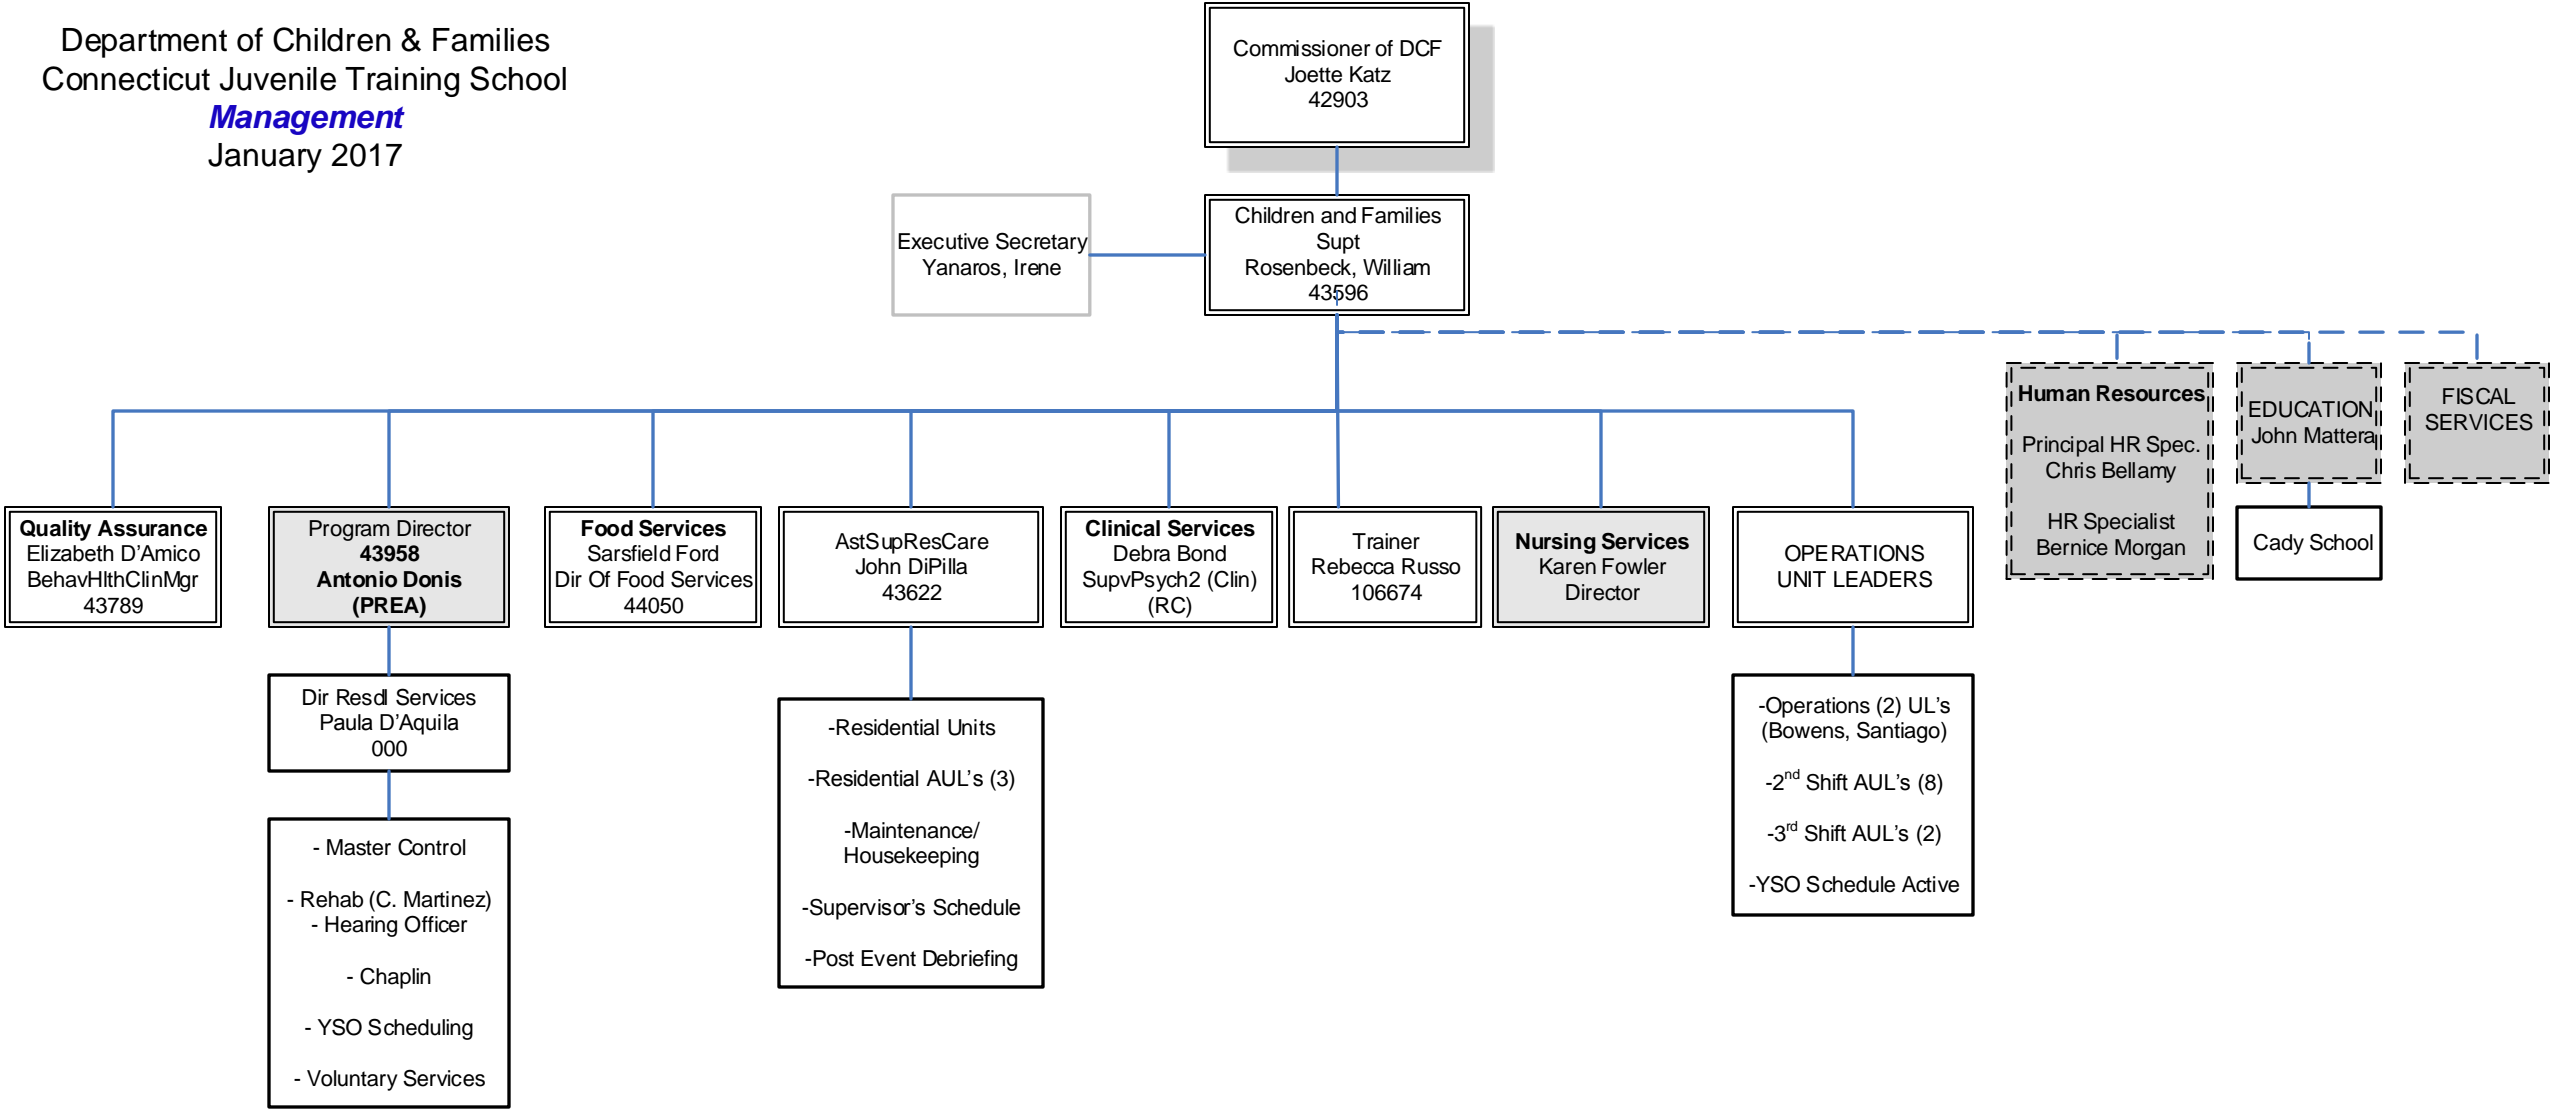 Department of Children & Families
Connecticut Juvenile Training School
Management
January 2017
Commissioner of DCF
Joette Katz
42903
Executive Secretary
Yanaros, Irene
Children and Families
Supt
Rosenbeck, William
43596
Human Resources
Principal HR Spec.
Chris Bellamy
HR Specialist
Bernice Morgan
EDUCATION
John Mattera
FISCAL
SERVICES
Cady School
Quality Assurance
Elizabeth D'Amico
BehavHlthClinMgr
43789
Program Director
43958
Antonio Donis
(PREA)
Food Services
Sarsfield Ford
Dir Of Food Services
44050
AstSupResCare
John DiPilla
43622
Clinical Services
Debra Bond
SupvPsych2 (Clin)
(RC)
Trainer
Rebecca Russo
106674
Nursing Services
Karen Fowler
Director
OPERATIONS
UNIT LEADERS
Dir Resdl Services
Paula D'Aquila
000
- Master Control
- Rehab (C. Martinez)
- Hearing Officer
- Chaplin
- YSO Scheduling
- Voluntary Services
-Residential Units
-Residential AUL's (3)
-Maintenance/
Housekeeping
-Supervisor's Schedule
-Post Event Debriefing
-Operations (2) UL's
(Bowens, Santiago)
-2nd Shift AUL's (8)
-3rd Shift AUL's (2)
-YSO Schedule Active